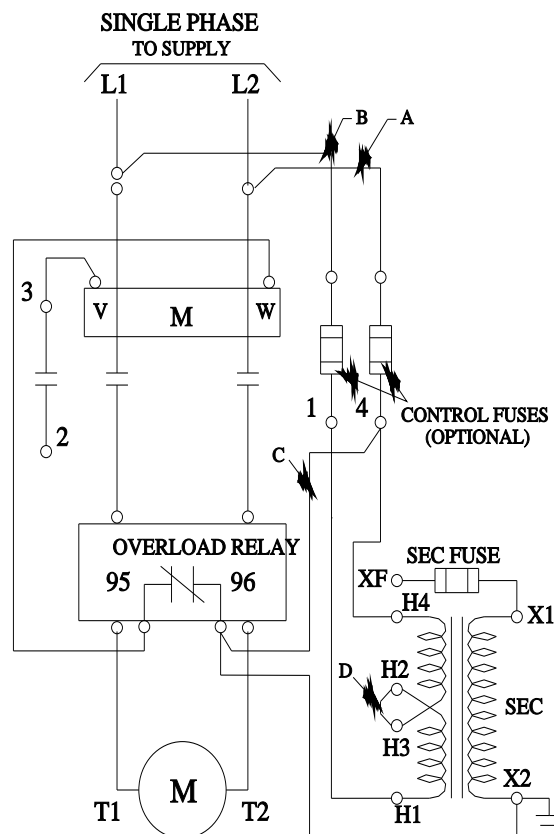 SINGLE PHASE
TO SUPPLY
L1 L2
B A
3
V M W
2
1 4
CONTROL FUSES
(OPTIONAL)
C
OVERLOAD RELAY
95 96
SEC FUSE
XF
H4 X1
D H2
SEC
H3
X2
T1 M T2
H1